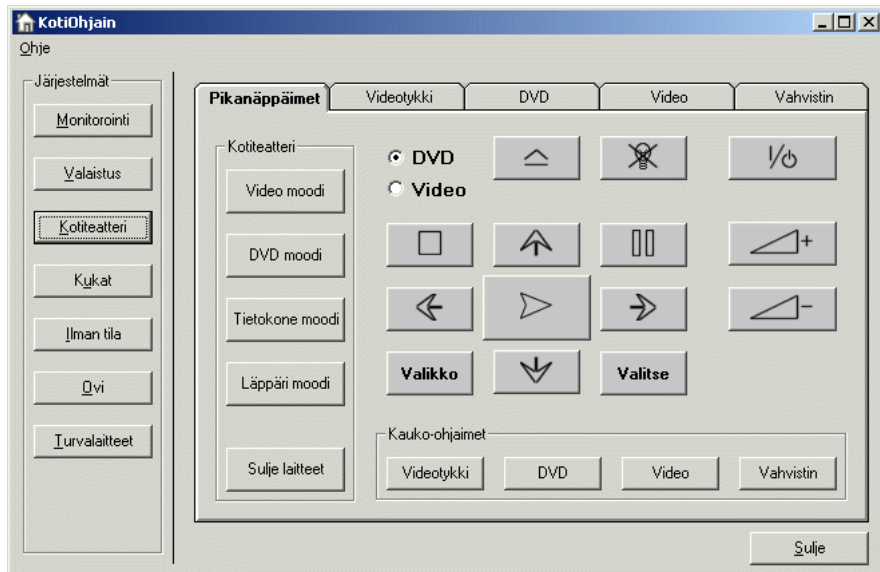 KotiOhjain
Ohje
Järjestelmät
Monitorointi
Valaistus
Kotiteatteri
Kukat
Ilman tila
Ovi
Turvalaitteet
Pikanäppäimet
Videotykki
DVD
Video
Vahvistin
Kotiteatteri
Video moodi
DVD moodi
Tietokone moodi
Läppäri moodi
Sulje laitteet
DVD
Video
Valikko
Valitse
Kauko-ohjaimet
Videotykki
DVD
Video
Vahvistin
Sulje